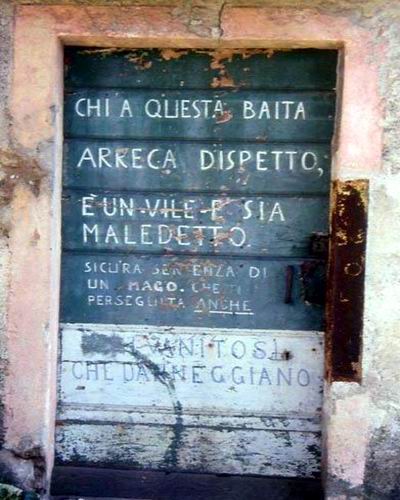 CHI A QUESTA BAITA
ARRECA DISPETTO,
È UN VILE E SIA
MALEDETTO
SICURA SENTENZA DI
UN MAGO. CHE TI
PERSEGUITA ANCHE
I VANITOSI
CHE DANNEGGIANO